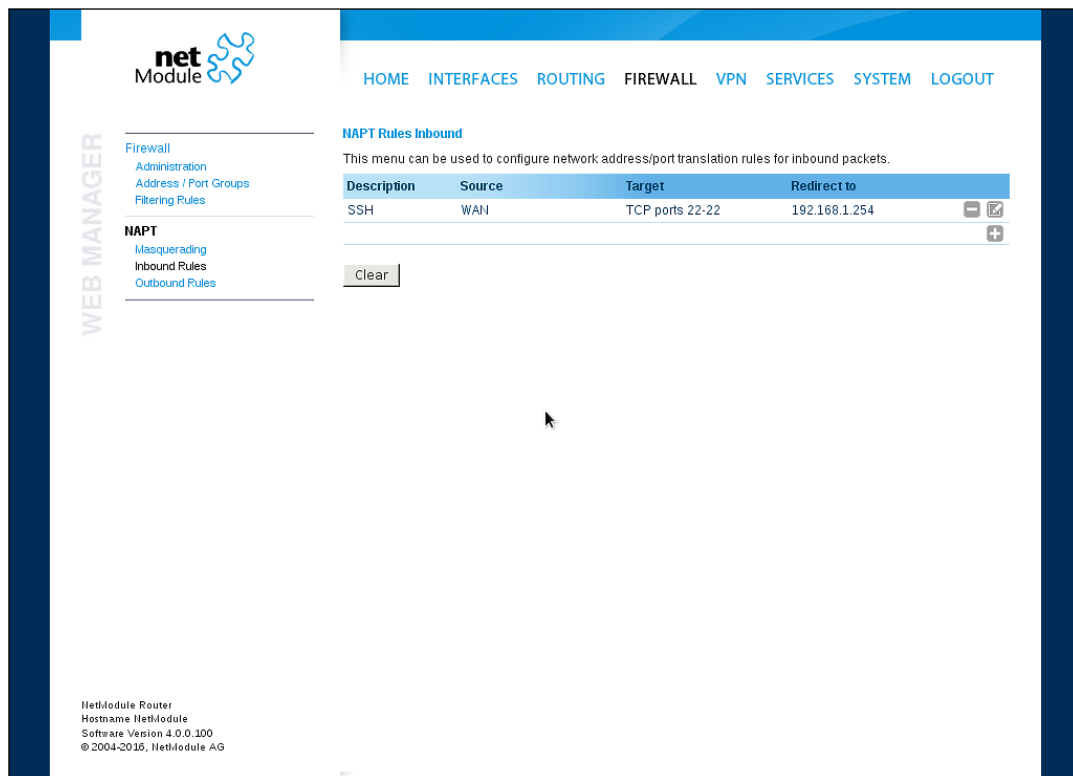 net
Module
HOME INTERFACES ROUTING FIREWALL VPN SERVICES SYSTEM LOGOUT
WEB MANAGER
Firewall
Administration
Address / Port Groups
Filtering Rules
NAPT
Masquerading
Inbound Rules
Outbound Rules
NAPT Rules Inbound
This menu can be used to configure network address/port translation rules for inbound packets.
Description Source Target Redirect to
SSH WAN TCP ports 22-22 192.168.1.254
Clear
NetModule Router
Hostname NetModule
Software Version 4.0.0.100
© 2004-2016, NetModule AG